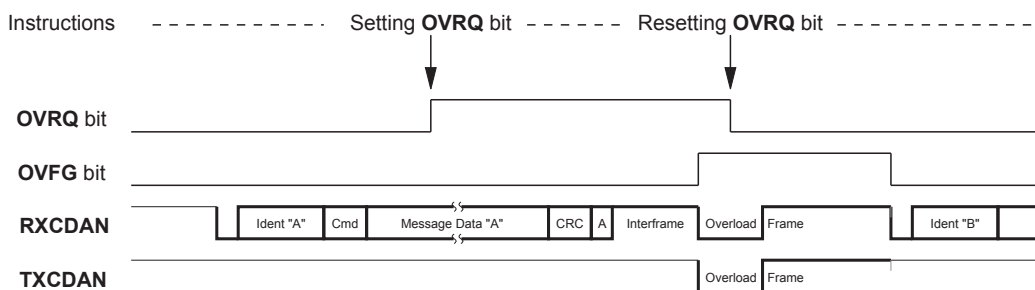 Instructions Setting OVRQ bit Resetting OVRQ bit
OVRQ bit
OVFG bit
RXCDAN Ident "A" Cmd Message Data "A" CRC A Interframe Overload Frame Ident "B"
TXCDAN Overload Frame